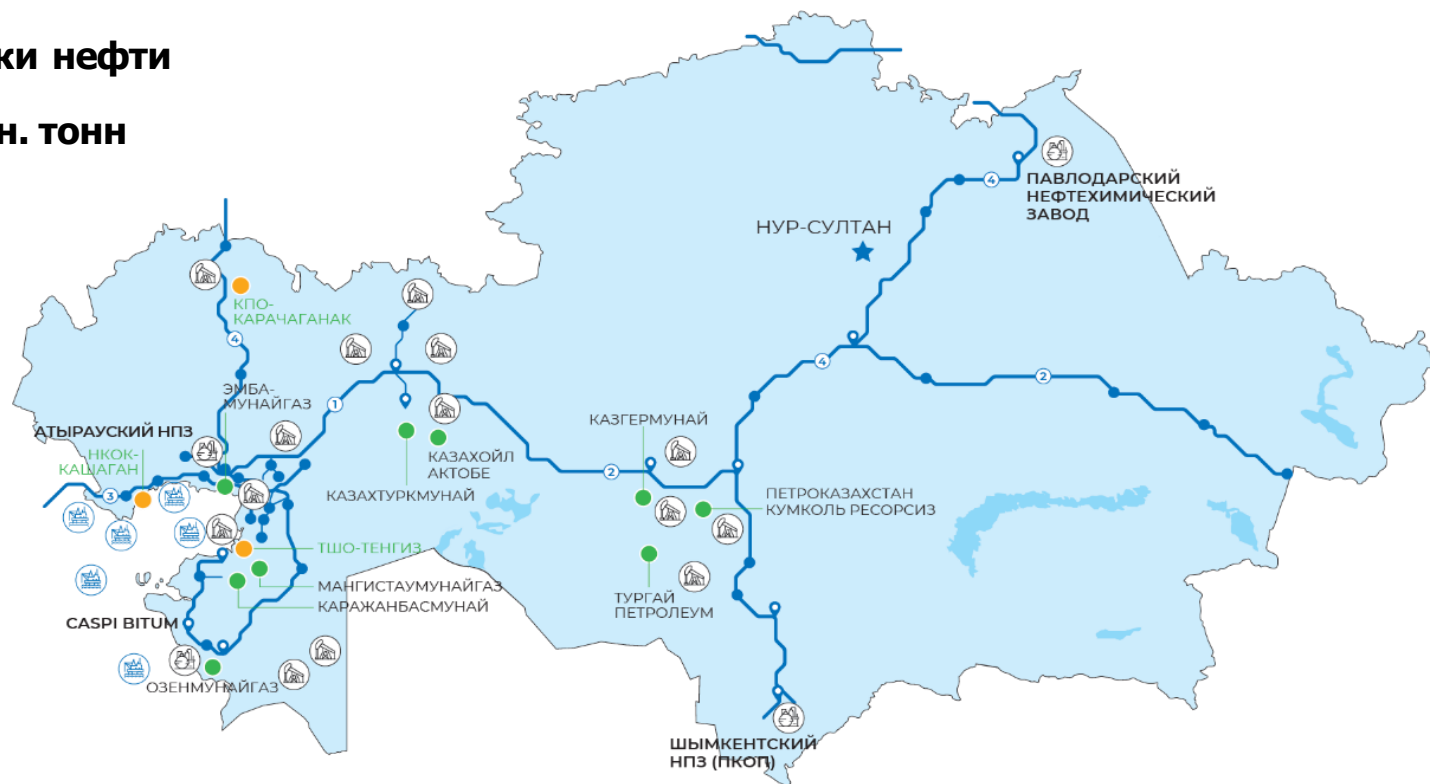 ки нефти
н. тонн
ПАВЛОДАРСКИЙ
НЕФТЕХИМИЧЕСКИЙ
ЗАВОД
4
НУР-СУЛТАН
КПО-
КАРАЧАГАНАК
4
4
2
ЭМБА-
МУНАЙГАЗ
1
АТЫРАУСКИЙ НПЗ
НКОК-
КАШАГАН
3
КАЗАХОЙЛ
АКТОБЕ
КАЗАХТУРКМУНАЙ
КАЗГЕРМУНАЙ
2
ПЕТРОКАЗАХСТАН
КУМКОЛЬ РЕСОРСИЗ
ТШО-ТЕНГИЗ
МАНГИСТАУМУНАЙГАЗ
КАРАЖАНБАСМУНАЙ
ТУРГАЙ
ПЕТРОЛЕУМ
CASPI BITUM
ОЗЕНМУНАЙГАЗ
ШЫМКЕНТСКИЙ
НПЗ (ПКОП)